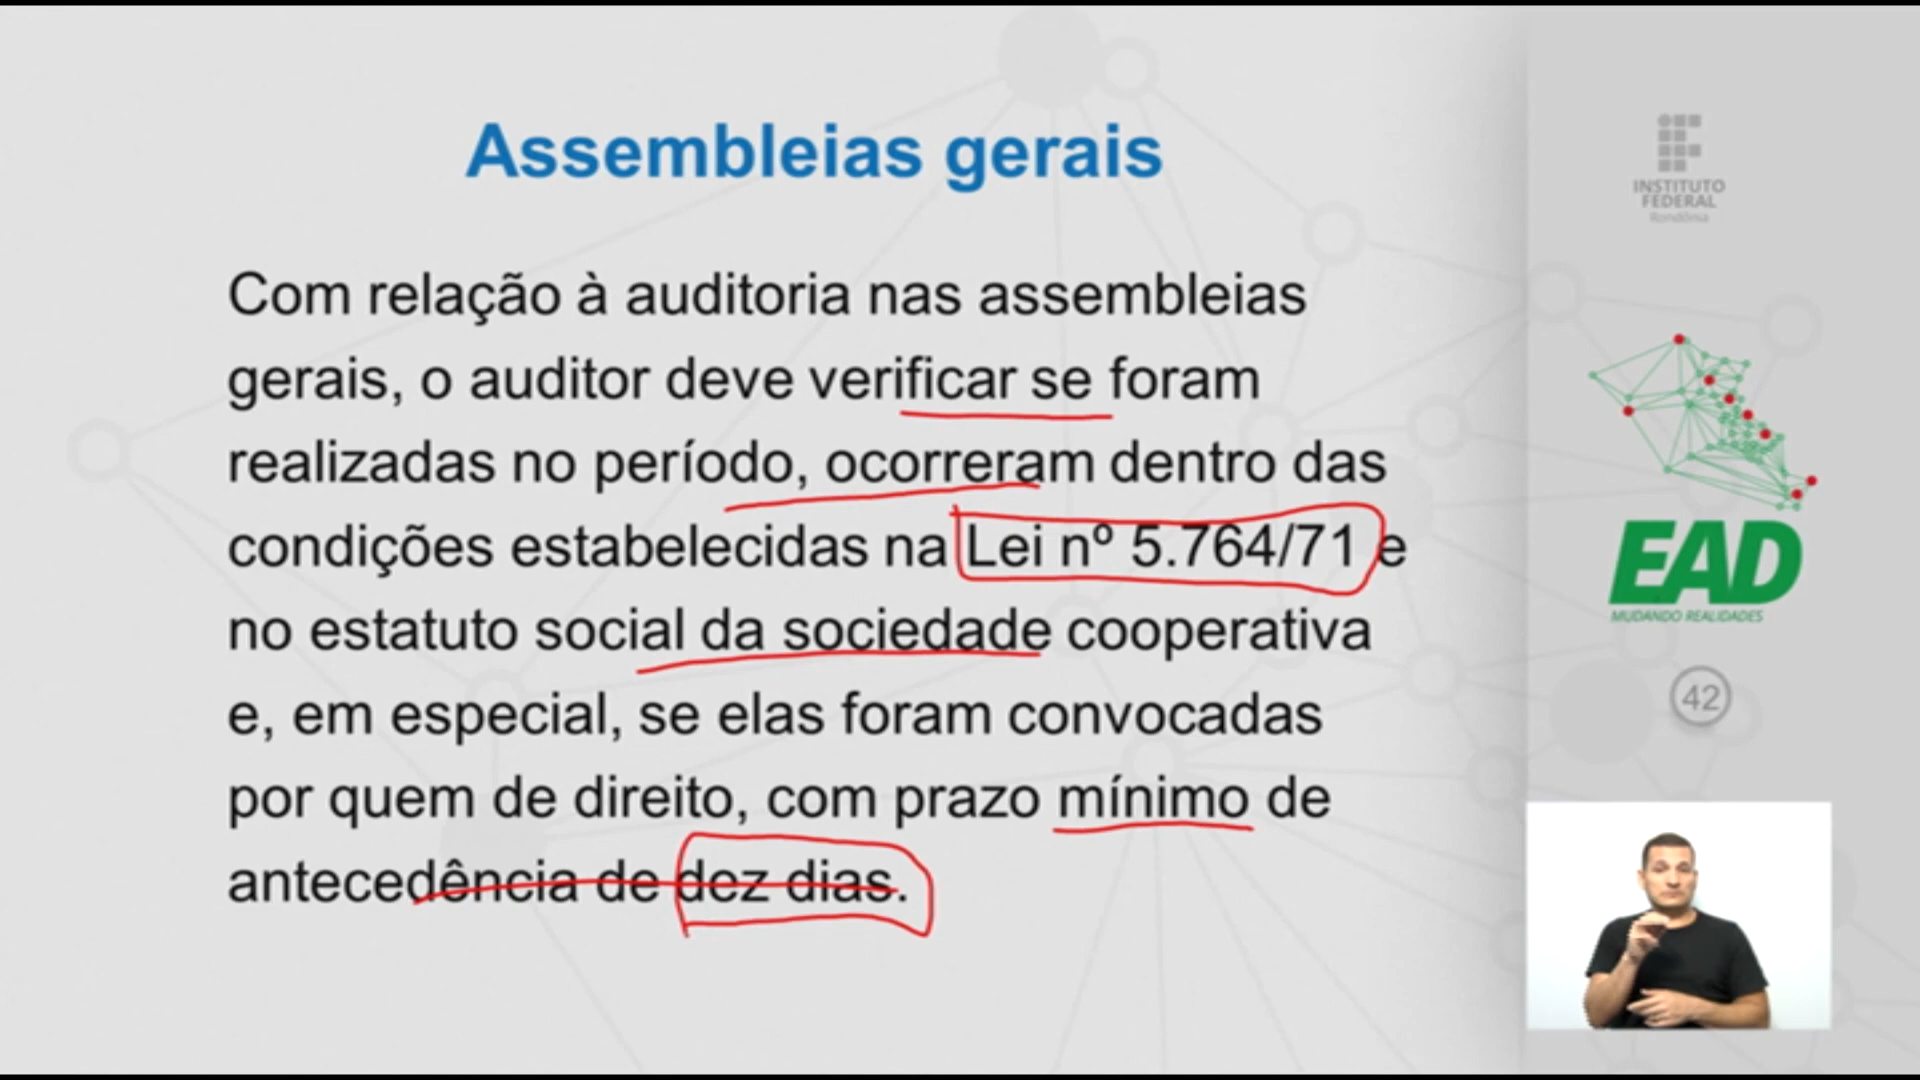 Assembleias gerais
Com relação à auditoria nas assembleias
gerais, o auditor deve verificar se foram
realizadas no período, ocorreram dentro das
condições estabelecidas na Lei nº 5.764/71 e
no estatuto social da sociedade cooperativa
e, em especial, se elas foram convocadas
por quem de direito, com prazo mínimo de
antecedência de dez dias.
INSTITUTO
FEDERAL
Rondônia
EAD
MUDANDO REALIDADES
42